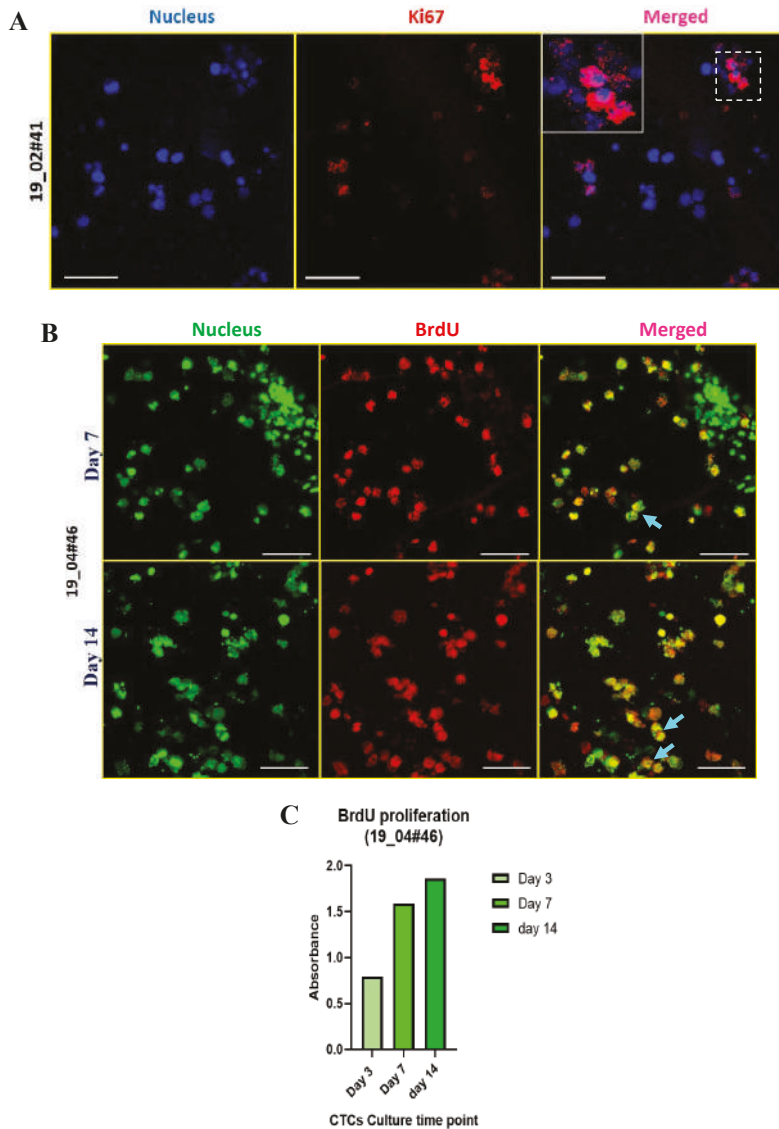 A
Nucleus Ki67 Merged
19_02#41
B
Nucleus BrdU Merged
Day 7
19_04#46
Day 14
C
BrdU proliferation
(19_04#46)
2.0
1.5
1.0
0.5
0.0
Absorbance
Day 3
Day 7
day 14
Day 3
Day 7
day 14
CTCs Culture time point